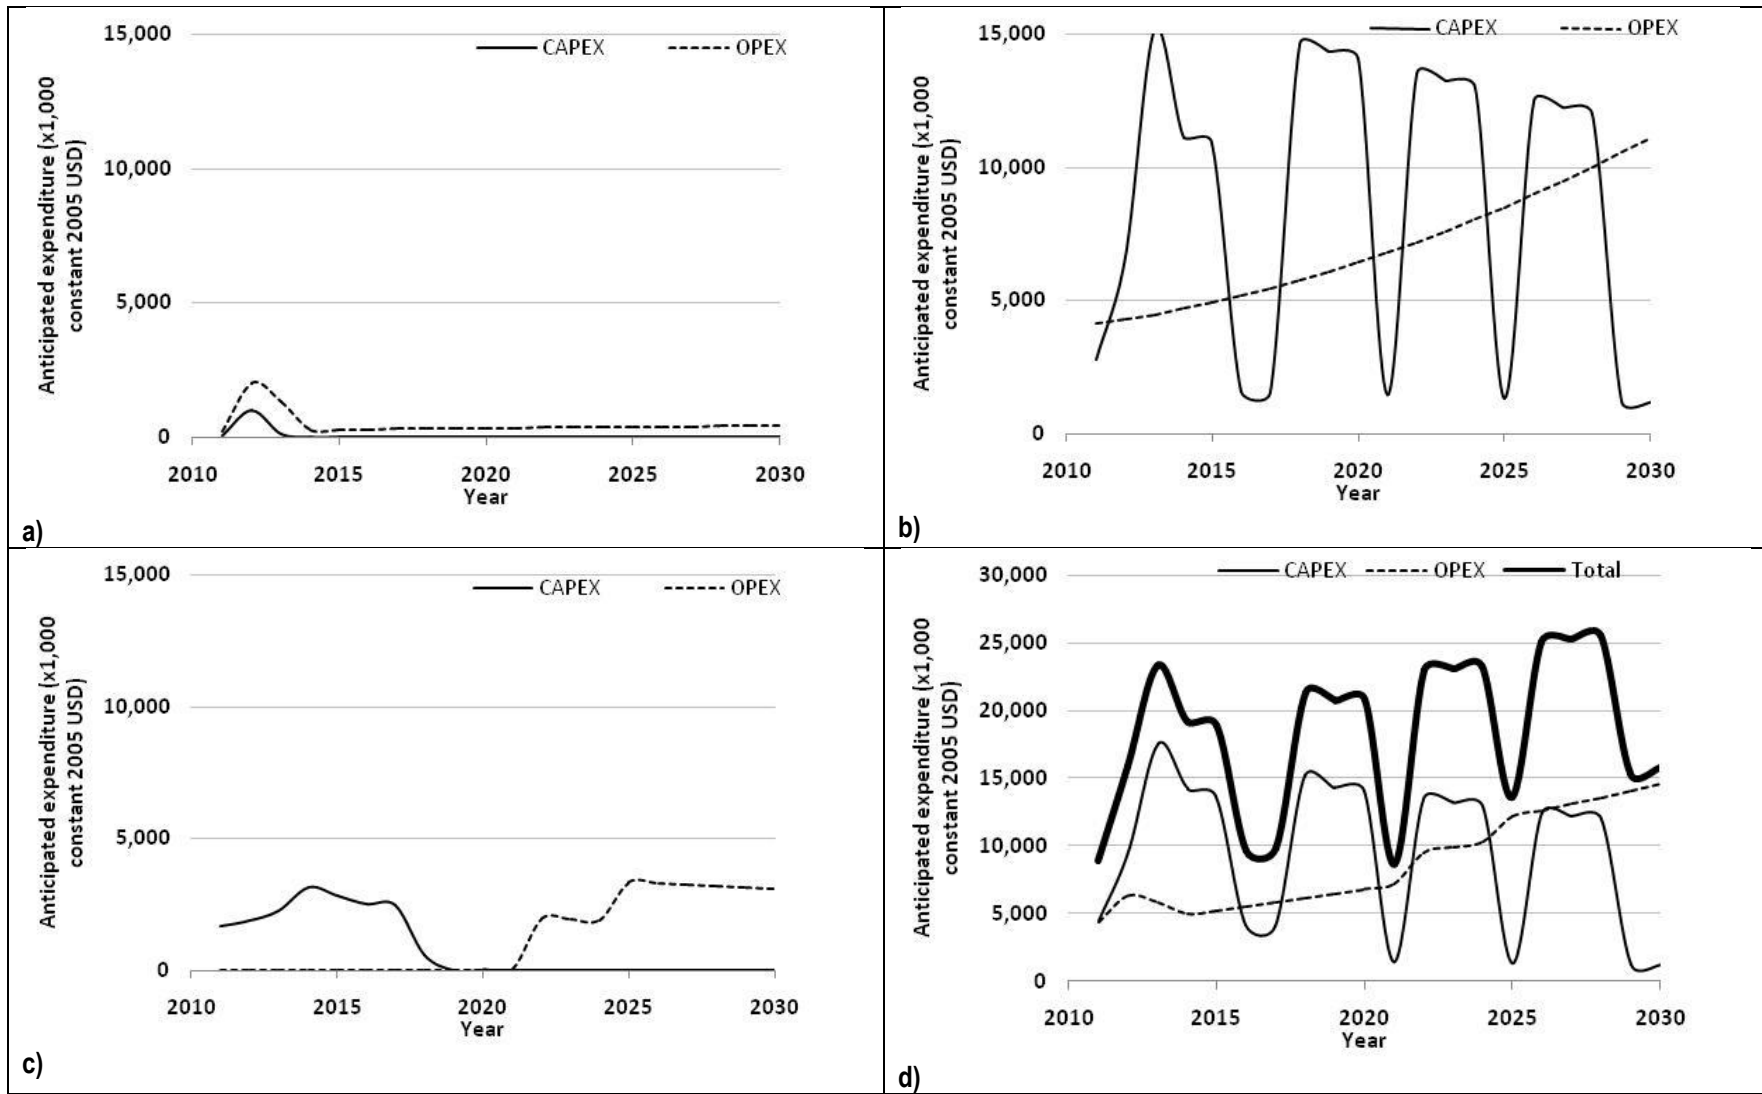 CAPEX OPEX
15,000
10,000
5,000
0
Anticipated expenditure (x1,000
constant 2005 USD)
2010 2015 2020 2025 2030
Year
a)
CAPEX OPEX
15,000
10,000
5,000
0
Anticipated expenditure (x1,000
constant 2005 USD)
2010 2015 2020 2025 2030
Year
b)
CAPEX OPEX
15,000
10,000
5,000
0
Anticipated expenditure (x1,000
constant 2005 USD)
2010 2015 2020 2025 2030
Year
c)
CAPEX OPEX Total
30,000
25,000
20,000
15,000
10,000
5,000
0
Anticipated expenditure (x1,000
constant 2005 USD)
2010 2015 2020 2025 2030
Year
d)